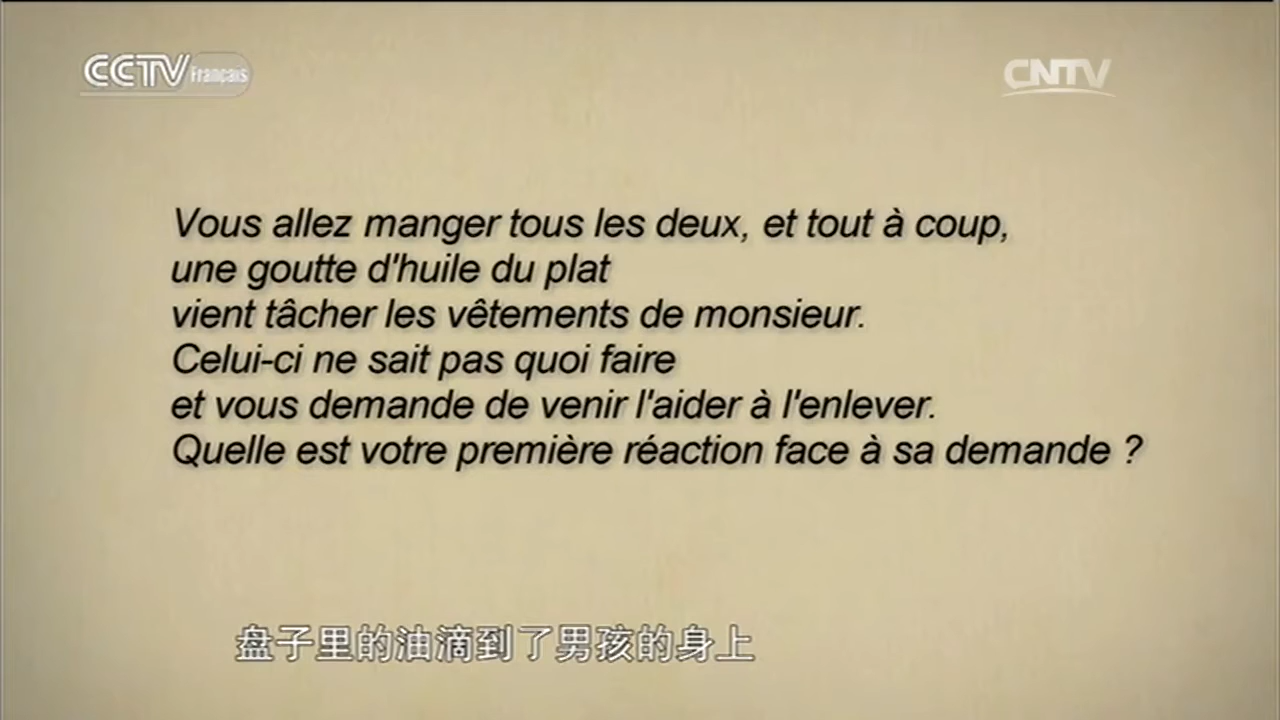 CCTV Français
CNTV
Vous allez manger tous les deux, et tout à coup,
une goutte d'huile du plat
vient tâcher les vêtements de monsieur.
Celui-ci ne sait pas quoi faire
et vous demande de venir l'aider à l'enlever.
Quelle est votre première réaction face à sa demande ?
盘子里的油滴到了男孩的身上